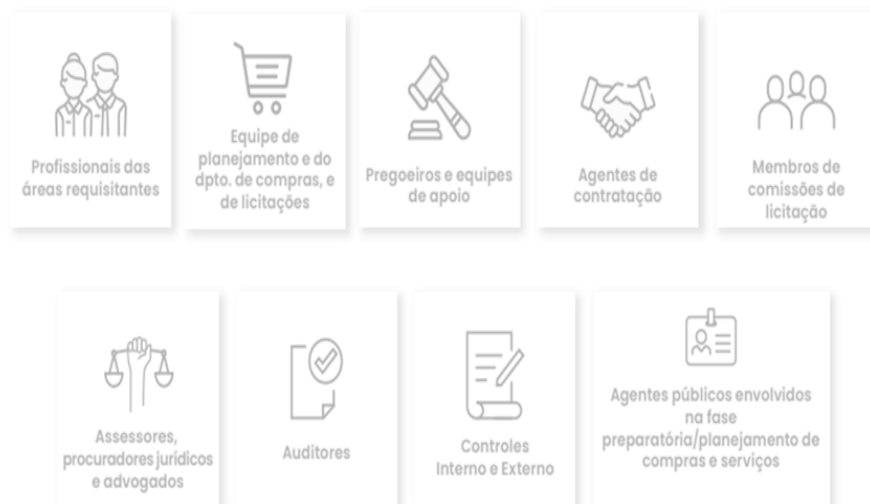 Profissionais das
áreas requisitantes
Equipe de
planejamento e do
dpto. de compras, e
de licitações
Pregoeiros e equipes
de apoio
Agentes de
contratação
Membros de
comissões de
licitação
Assessores,
procuradores jurídicos
e advogados
Auditores
Controles
Interno e Externo
Agentes públicos envolvidos
na fase
preparatória/planejamento de
compras e serviços